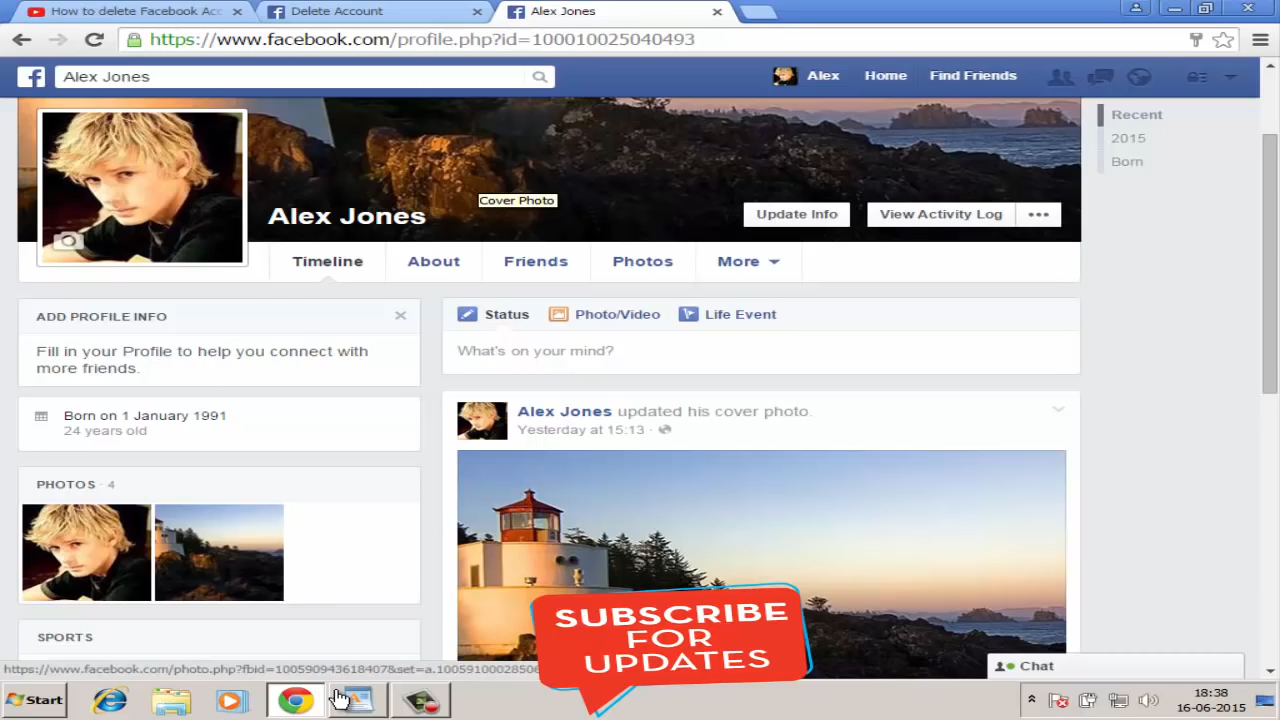 How to delete Facebook Acc
Delete Account
Alex Jones
https://www.facebook.com/profile.php?id=100010025040493
Alex Jones
Alex
Home
Find Friends
Recent
2015
Born
Cover Photo
Alex Jones
Update Info
View Activity Log
Timeline
About
Friends
Photos
More
ADD PROFILE INFO
Fill in your Profile to help you connect with
more friends.
Status
Photo/Video
Life Event
What's on your mind?
Born on 1 January 1991
24 years old
Alex Jones updated his cover photo.
Yesterday at 15:13 ·
PHOTOS · 4
SPORTS
SUBSCRIBE
FOR
UPDATES
Chat
Start
18:38
16-06-2015